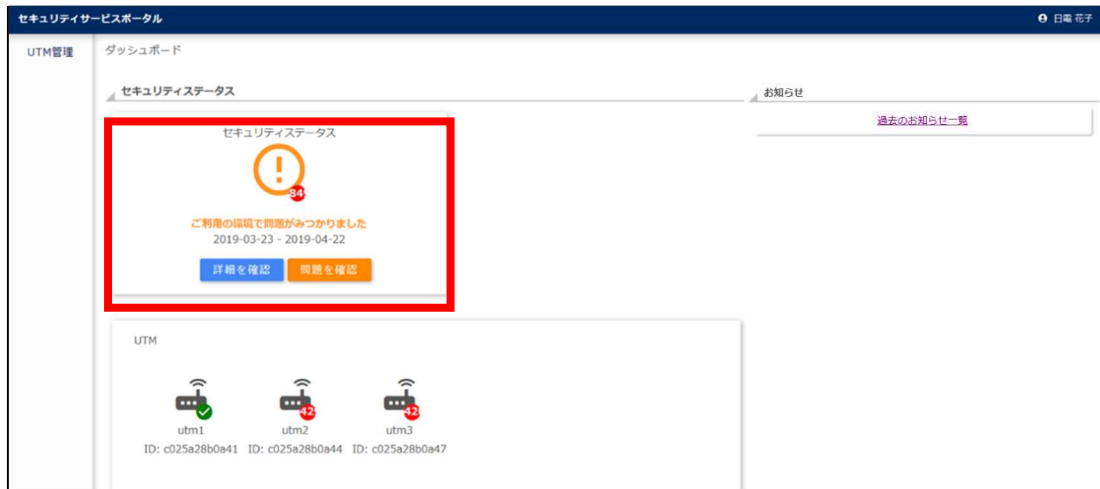 セキュリティサービスポータル
日電 花子
UTM管理
ダッシュボード
セキュリティステータス
お知らせ
過去のお知らせ一覧
セキュリティステータス
84
ご利用の環境で問題がみつかりました
2019-03-23 - 2019-04-22
詳細を確認 問題を確認
UTM
42 42
utm1 utm2 utm3
ID: c025a28b0a41 ID: c025a28b0a44 ID: c025a28b0a47